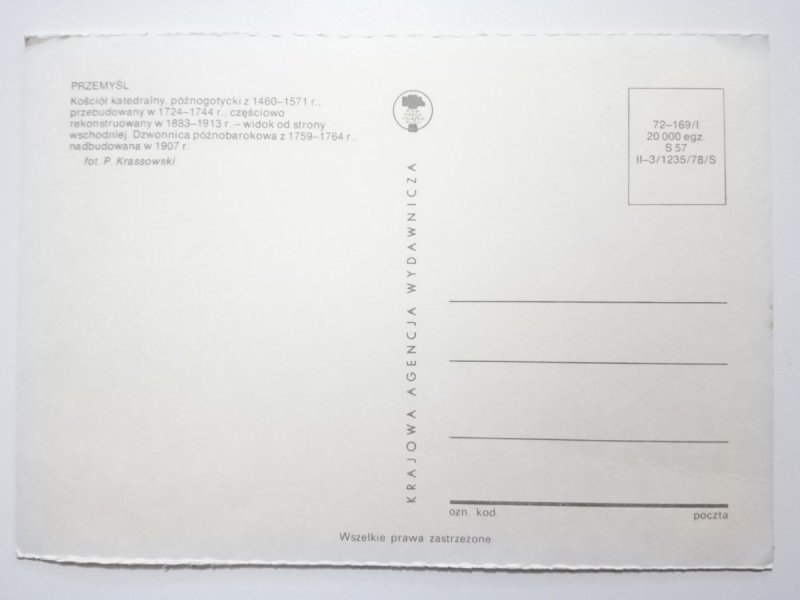 PRZEMYŚL
Kościół katedralny, póżnogotycki z 1460–1571 r.,
przebudowany w 1724–1744 r., częściowo
rekonstruowany w 1883–1913 r. – widok od strony
wschodniej. Dzwonnica póżnobarokowa z 1759–1764 r.,
nadbudowana w 1907 r.
fot. P. Krassowski
KRAJOWA AGENCJA WYDAWNICZA
72–169/I
20 000 egz.
S 57
II–3/1235/78/S
ozn. kod.
poczta
Wszelkie prawa zastrzeżone